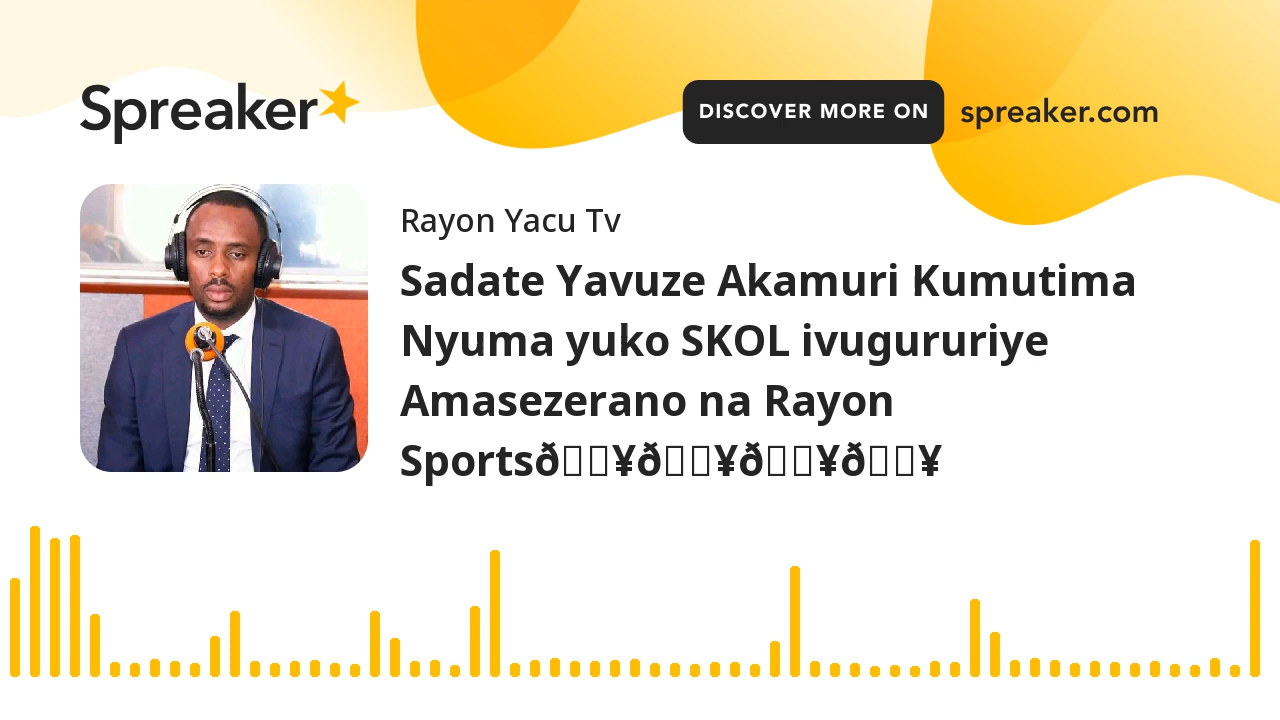 Spreaker
DISCOVER MORE ON spreaker.com
Rayon Yacu Tv
Sadate Yavuze Akamuri Kumutima
Nyuma yuko SKOL ivugururiye
Amasezerano na Rayon
Sportsð¥ð¥ð¥ð¥